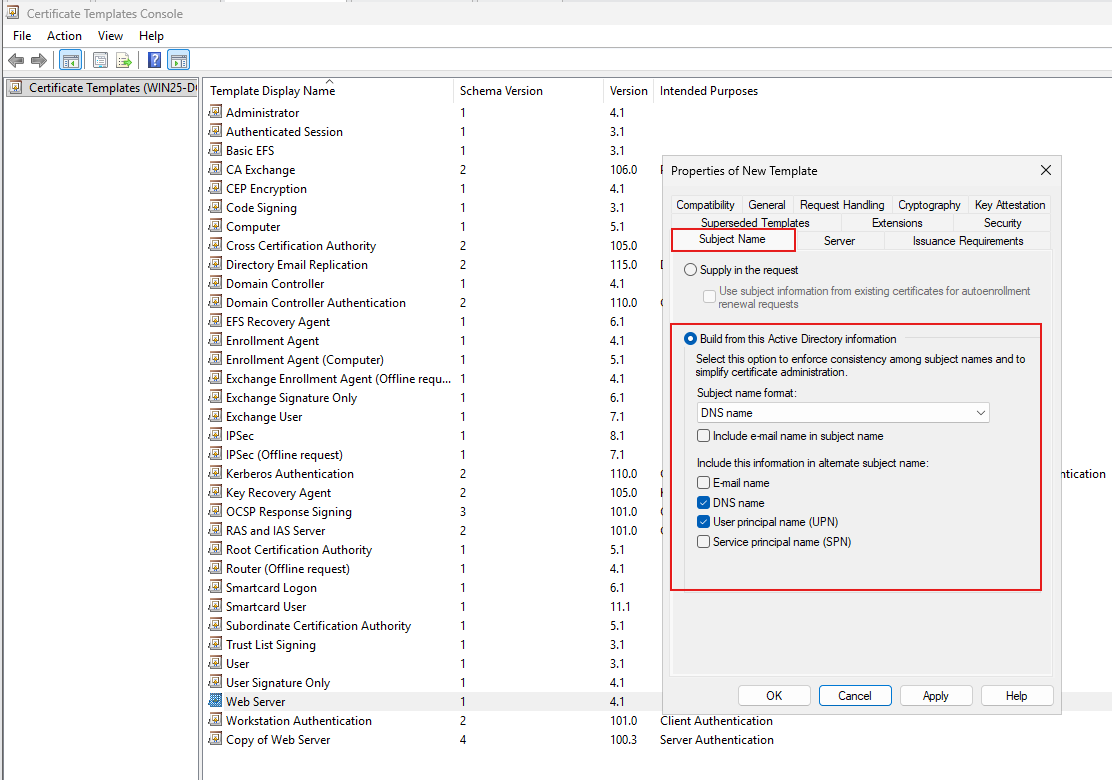 Certificate Templates Console
File Action View Help
Certificate Templates (WIN25-D
Template Display Name Schema Version Version Intended Purposes
Administrator 1 4.1
Authenticated Session 1 3.1
Basic EFS 1 3.1
CA Exchange 2 106.0
CEP Encryption 1 4.1
Code Signing 1 3.1
Computer 1 5.1
Cross Certification Authority 2 105.0
Directory Email Replication 2 115.0
Domain Controller 1 4.1
Domain Controller Authentication 2 110.0
EFS Recovery Agent 1 6.1
Enrollment Agent 1 4.1
Enrollment Agent (Computer) 1 5.1
Exchange Enrollment Agent (Offline requ... 1 4.1
Exchange Signature Only 1 6.1
Exchange User 1 7.1
IPSec 1 8.1
IPSec (Offline request) 1 7.1
Kerberos Authentication 2 110.0 ntication
Key Recovery Agent 2 105.0
OCSP Response Signing 3 101.0
RAS and IAS Server 2 101.0
Root Certification Authority 1 5.1
Router (Offline request) 1 4.1
Smartcard Logon 1 6.1
Smartcard User 1 11.1
Subordinate Certification Authority 1 5.1
Trust List Signing 1 3.1
User 1 3.1
User Signature Only 1 4.1
Web Server 1 4.1
Workstation Authentication 2 101.0 Client Authentication
Copy of Web Server 4 100.3 Server Authentication
Properties of New Template
Compatibility General Request Handling Cryptography Key Attestation
Superseded Templates Extensions Security
Subject Name Server Issuance Requirements
Supply in the request
Use subject information from existing certificates for autoenrollment
renewal requests
Build from this Active Directory information
Select this option to enforce consistency among subject names and to
simplify certificate administration.
Subject name format:
DNS name
Include e-mail name in subject name
Include this information in alternate subject name:
E-mail name
DNS name
User principal name (UPN)
Service principal name (SPN)
OK Cancel Apply Help